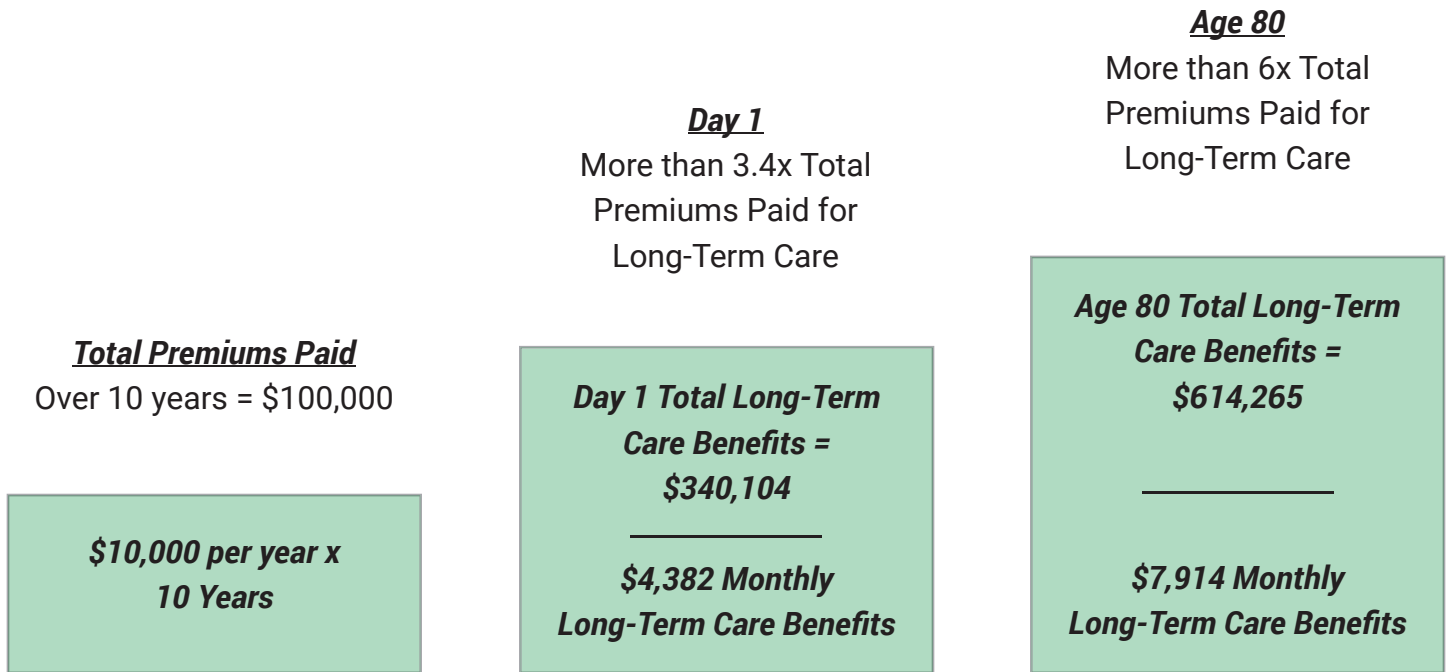 Total Premiums Paid
Over 10 years = $100,000
$10,000 per year x
10 Years
Day 1
More than 3.4x Total
Premiums Paid for
Long-Term Care
Day 1 Total Long-Term
Care Benefits =
$340,104
$4,382 Monthly
Long-Term Care Benefits
Age 80
More than 6x Total
Premiums Paid for
Long-Term Care
Age 80 Total Long-Term
Care Benefits =
$614,265
$7,914 Monthly
Long-Term Care Benefits